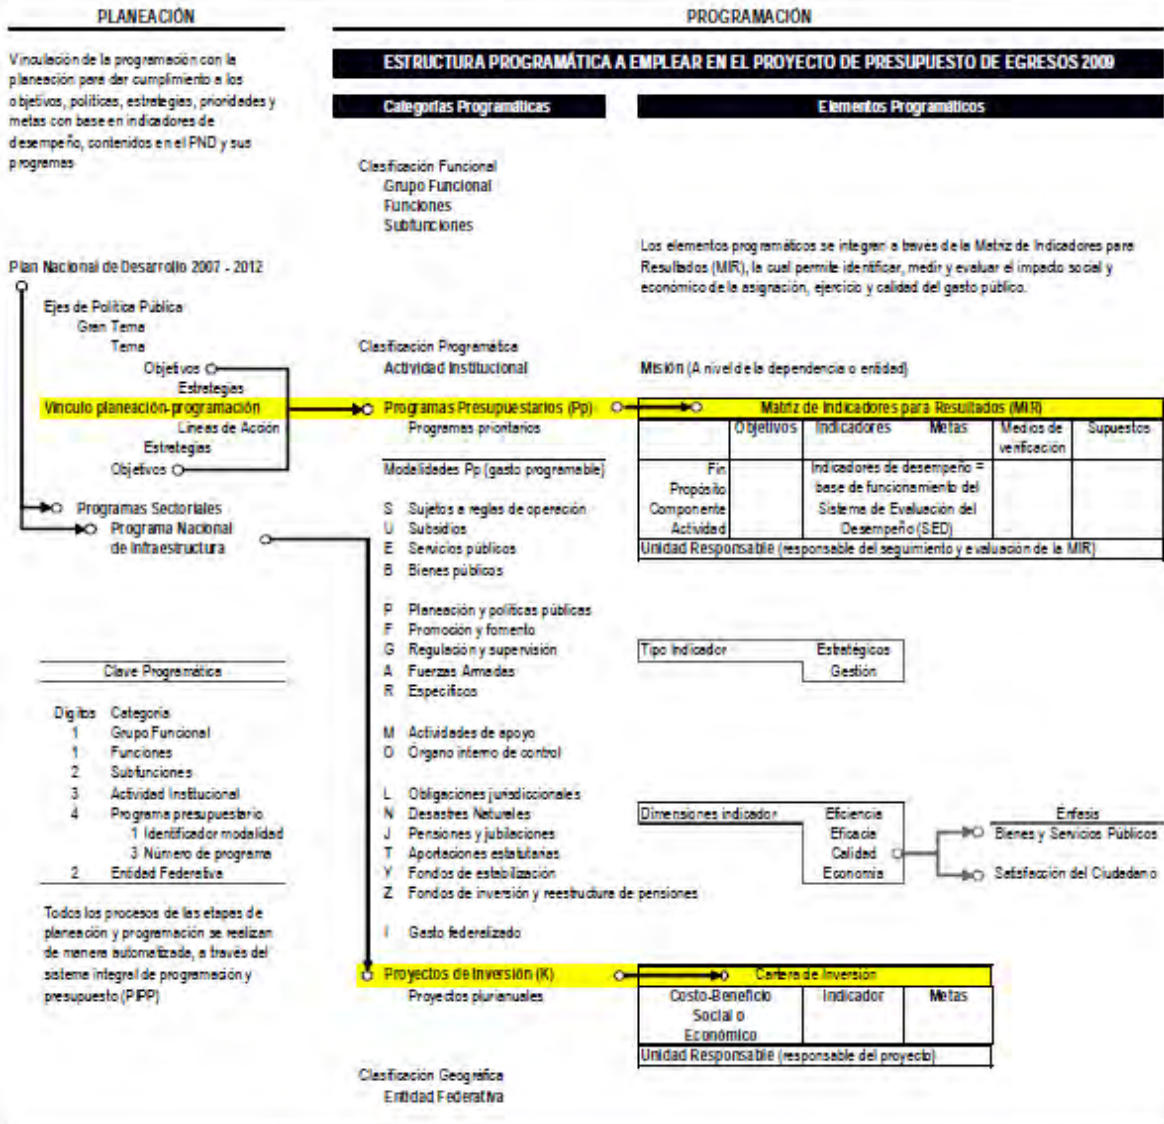 PLANEACIÓN
Vinculación de la programación con la
planeación para dar cumplimiento a los
objetivos, políticas, estrategias, prioridades y
metas con base en indicadores de
desempeño, contenidos en el PND y sus
programas
Plan Nacional de Desarrollo 2007 - 2012
Ejes de Política Pública
Gran Tema
Tema
Objetivos
Estrategias
Vínculo planeación-programación
Líneas de Acción
Estrategias
Objetivos
Programas Sectoriales
Programa Nacional
de Infraestructura
Clave Programática
Dígitos Categoría
1 Grupo Funcional
1 Funciones
2 Subfunciones
3 Actividad Institucional
4 Programa presupuestario
1 Identificador modalidad
3 Número de programa
2 Entidad Federativa
Todos los procesos de las etapas de
planeación y programación se realizan
de manera automatizada, a través del
sistema integral de programación y
presupuesto (PIPP)
PROGRAMACIÓN
ESTRUCTURA PROGRAMÁTICA A EMPLEAR EN EL PROYECTO DE PRESUPUESTO DE EGRESOS 2009
Categorías Programáticas
Clasificación Funcional
Grupo Funcional
Funciones
Subfunciones
Clasificación Programática
Actividad Institucional
Programas Presupuestarios (Pp)
Programas prioritarios
Modalidades Pp (gasto programable)
S Sujetos a reglas de operación
U Subsidios
E Servicios públicos
B Bienes públicos
P Planeación y políticas públicas
F Promoción y fomento
G Regulación y supervisión
A Fuerzas Armadas
R Específicos
M Actividades de apoyo
O Órgano interno de control
L Obligaciones jurisdiccionales
N Desastres Naturales
J Pensiones y jubilaciones
T Aportaciones estatutarias
Y Fondos de estabilización
Z Fondos de inversión y reestructura de pensiones
I Gasto federalizado
Proyectos de Inversión (K)
Proyectos plurianuales
Clasificación Geográfica
Entidad Federativa
Elementos Programáticos
Los elementos programáticos se integran a través de la Matriz de Indicadores para
Resultados (MIR), la cual permite identificar, medir y evaluar el impacto social y
económico de la asignación, ejercicio y calidad del gasto público.
Misión (A nivel de la dependencia o entidad)
Matriz de Indicadores para Resultados (MIR)
Objetivos Indicadores Metas Medios de Supuestos
verificación
Fin Indicadores de desempeño =
Propósito base de funcionamiento del
Componente Sistema de Evaluación del
Actividad Desempeño (SED)
Unidad Responsable (responsable del seguimiento y evaluación de la MIR)
Tipo Indicador Estratégicos
Gestión
Dimensiones indicador Eficiencia Enfasis
Eficacia Bienes y Servicios Públicos
Calidad
Economía Satisfacción del Ciudadano
Cartera de Inversión
Costo-Beneficio Indicador Metas
Social o
Económico
Unidad Responsable (responsable del proyecto)